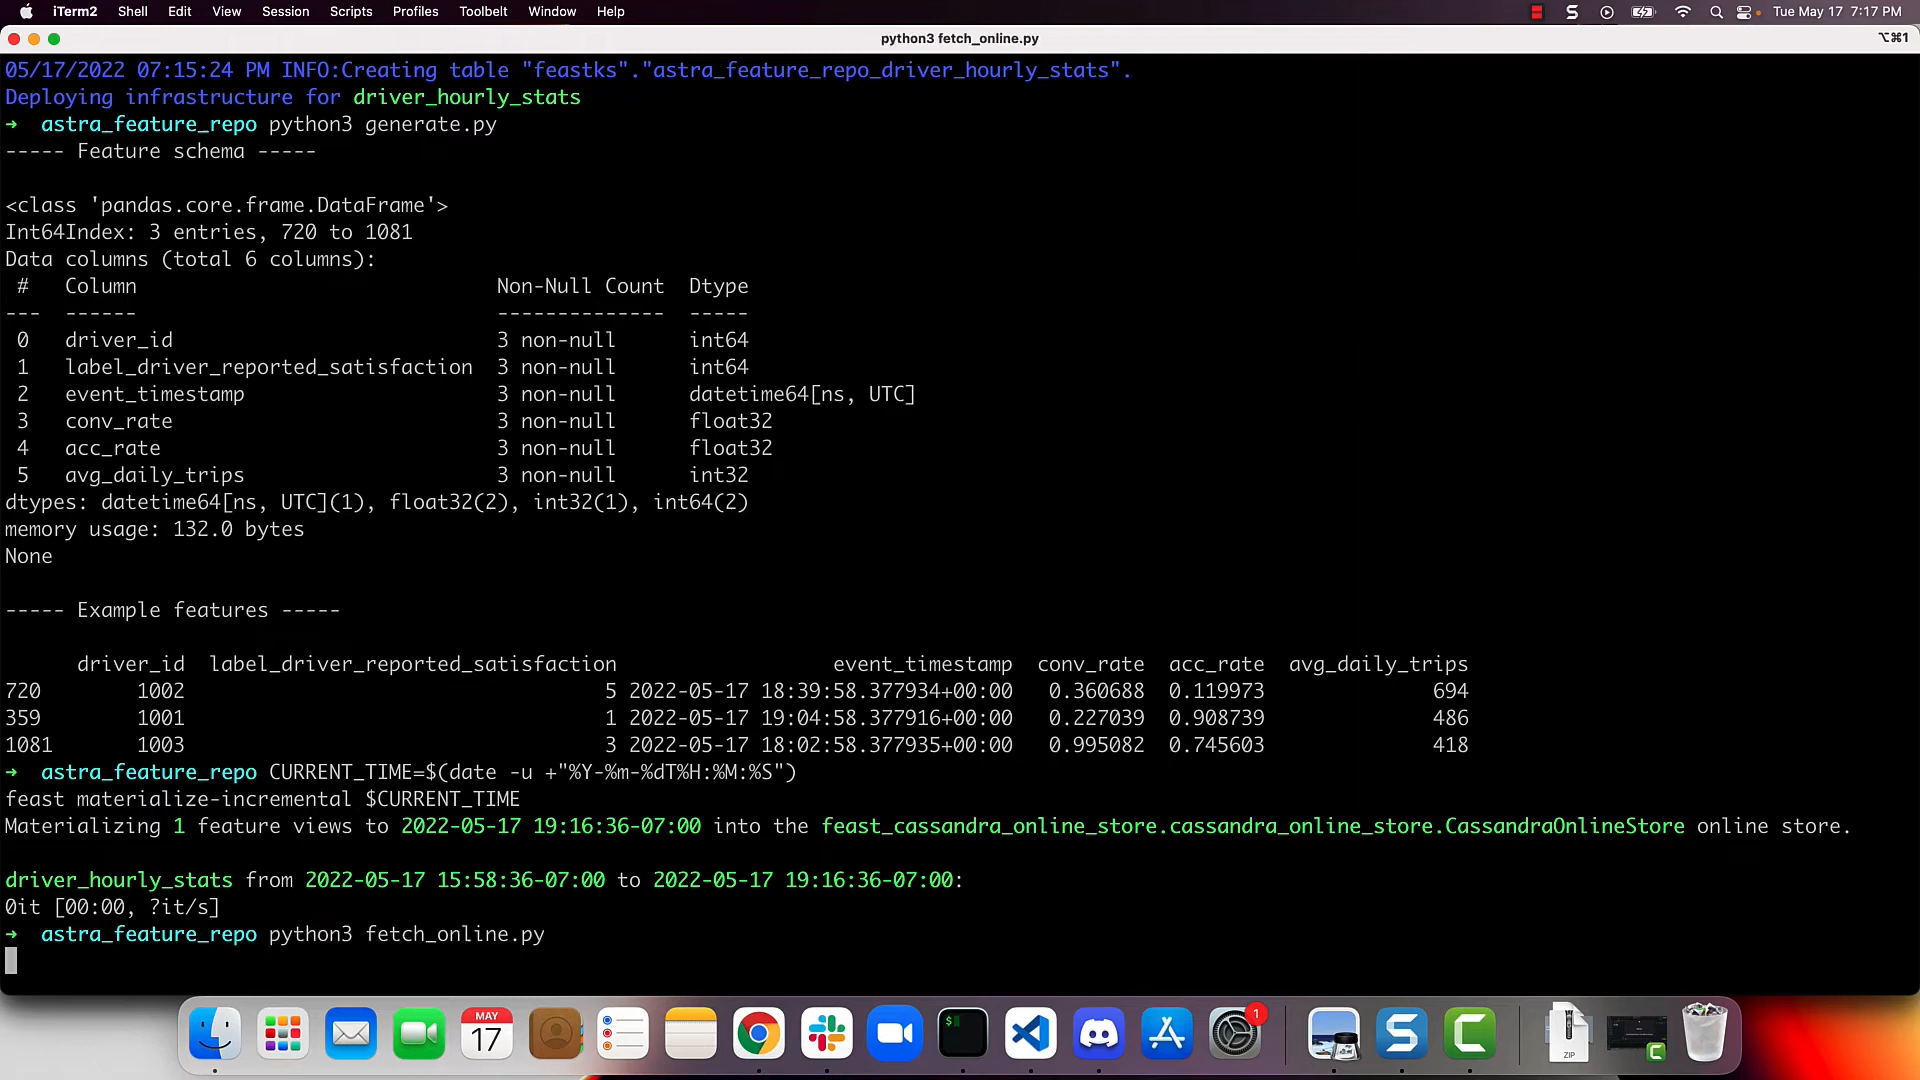 iTerm2 Shell Edit View Session Scripts Profiles Toolbelt Window Help Tue May 17 7:17 PM
python3 fetch_online.py ⌥⌘1
05/17/2022 07:15:24 PM INFO:Creating table "feastks"."astra_feature_repo_driver_hourly_stats".
Deploying infrastructure for driver_hourly_stats
→ astra_feature_repo python3 generate.py
----- Feature schema -----
<class 'pandas.core.frame.DataFrame'>
Int64Index: 3 entries, 720 to 1081
Data columns (total 6 columns):
# Column Non-Null Count Dtype
--- ------ -------------- -----
0 driver_id 3 non-null int64
1 label_driver_reported_satisfaction 3 non-null int64
2 event_timestamp 3 non-null datetime64[ns, UTC]
3 conv_rate 3 non-null float32
4 acc_rate 3 non-null float32
5 avg_daily_trips 3 non-null int32
dtypes: datetime64[ns, UTC](1), float32(2), int32(1), int64(2)
memory usage: 132.0 bytes
None
----- Example features -----
driver_id label_driver_reported_satisfaction event_timestamp conv_rate acc_rate avg_daily_trips
720 1002 5 2022-05-17 18:39:58.377934+00:00 0.360688 0.119973 694
359 1001 1 2022-05-17 19:04:58.377916+00:00 0.227039 0.908739 486
1081 1003 3 2022-05-17 18:02:58.377935+00:00 0.995082 0.745603 418
→ astra_feature_repo CURRENT_TIME=$(date -u +"%Y-%m-%dT%H:%M:%S")
feast materialize-incremental $CURRENT_TIME
Materializing 1 feature views to 2022-05-17 19:16:36-07:00 into the feast_cassandra_online_store.cassandra_online_store.CassandraOnlineStore online store.
driver_hourly_stats from 2022-05-17 15:58:36-07:00 to 2022-05-17 19:16:36-07:00:
0it [00:00, ?it/s]
→ astra_feature_repo python3 fetch_online.py
MAY
17
$
1
ZIP